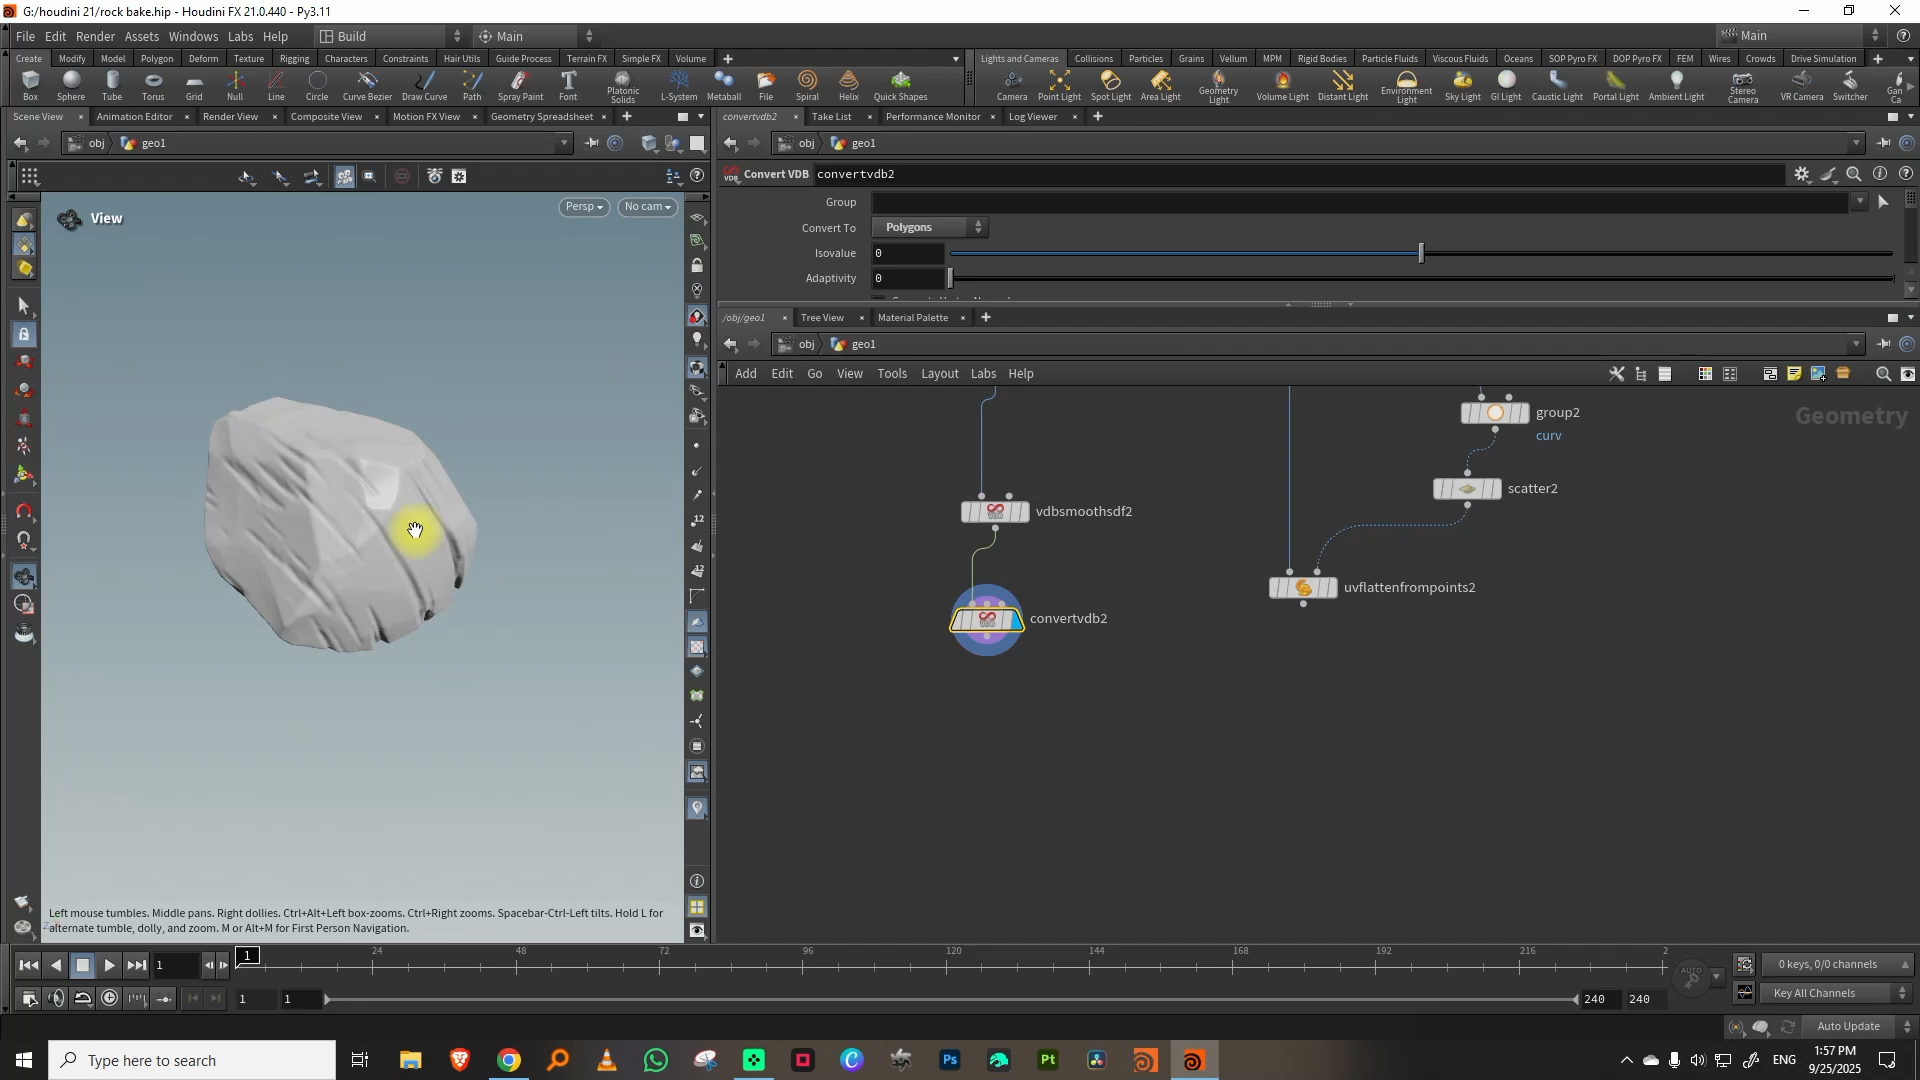 G:/houdini 21/rock bake.hip - Houdini FX 21.0.440 - Py3.11
File Edit Render Assets Windows Labs Help Build Main Main
Create Modify Model Polygon Deform Texture Rigging Characters Constraints Hair Utils Guide Process Terrain FX Simple FX Volume
Lights and Cameras Collisions Particles Grains Vellum MPM Rigid Bodies Particle Fluids Viscous Fluids Oceans SOP Pyro FX DOP Pyro FX FEM Wires Crowds Drive Simulation
Box Sphere Tube Torus Grid Null Line Circle Curve Bezier Draw Curve Path Spray Paint Font Platonic Solids L-System Metaball File Spiral Helix Quick Shapes
Camera Point Light Spot Light Area Light Geometry Light Volume Light Distant Light Environment Light Sky Light GI Light Caustic Light Portal Light Ambient Light Stereo Camera VR Camera Switcher Gan Ca
Scene View Animation Editor Render View Composite View Motion FX View Geometry Spreadsheet
convertvdb2 Take List Performance Monitor Log Viewer
obj geo1
obj geo1
Convert VDB convertvdb2
Group
Convert To Polygons
Isovalue 0
Adaptivity 0
View
Persp No cam
/obj/geo1 Tree View Material Palette
obj geo1
Add Edit Go View Tools Layout Labs Help
Geometry
group2
curv
scatter2
vdbsmoothsdf2
uvflattenfrompoints2
convertvdb2
12
12
Left mouse tumbles. Middle pans. Right dollies. Ctrl+Alt+Left box-zooms. Ctrl+Right zooms. Spacebar-Ctrl-Left tilts. Hold L for
alternate tumble, dolly, and zoom. M or Alt+M for First Person Navigation.
1 1 24 48 72 96 120 144 168 192 216 2
AUTO
0 keys, 0/0 channels
1 1 240 240 Key All Channels
Auto Update
Type here to search
VDB
Ps Pt
ENG
1:57 PM
9/25/2025